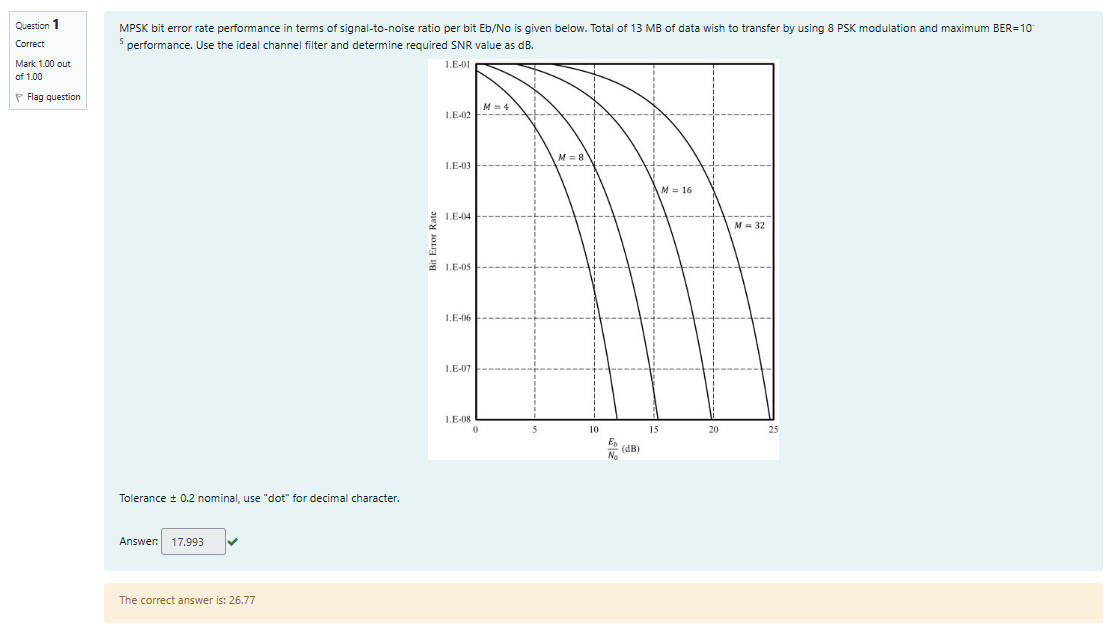 Question 1
Correct
Mark 1.00 out
of 1.00
Flag question
MPSK bit error rate performance in terms of signal-to-noise ratio per bit Eb/No is given below. Total of 13 MB of data wish to transfer by using 8 PSK modulation and maximum BER=10-
5 performance. Use the ideal channel filter and determine required SNR value as dB.
1.E-01
M = 4
1.E-02
M = 8
1.E-03
M = 16
1.E-04
M = 32
Bit Error Rate
1.E-05
1.E-06
1.E-07
1.E-08
0 5 10 15 20 25
Eb
(dB)
N0
Tolerance ± 0.2 nominal, use "dot" for decimal character.
Answer: 17.993
The correct answer is: 26.77